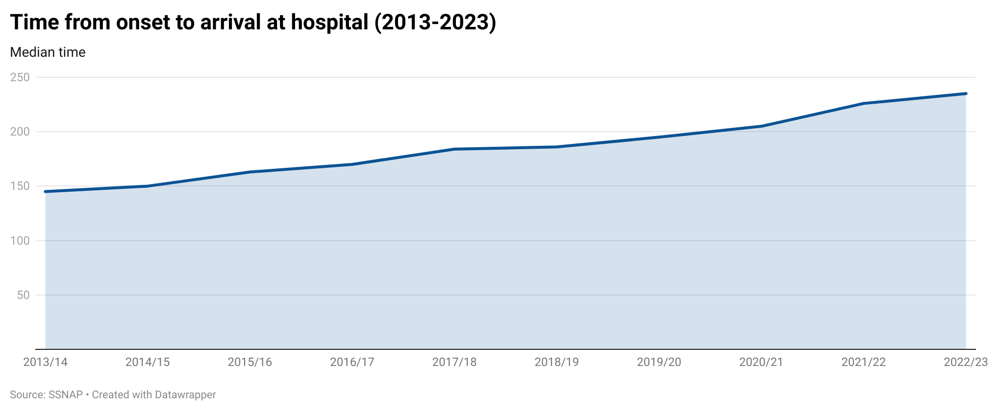 Time from onset to arrival at hospital (2013-2023)
Median time
250
200
150
100
50
2013/14 2014/15 2015/16 2016/17 2017/18 2018/19 2019/20 2020/21 2021/22 2022/23
Source: SSNAP • Created with Datawrapper